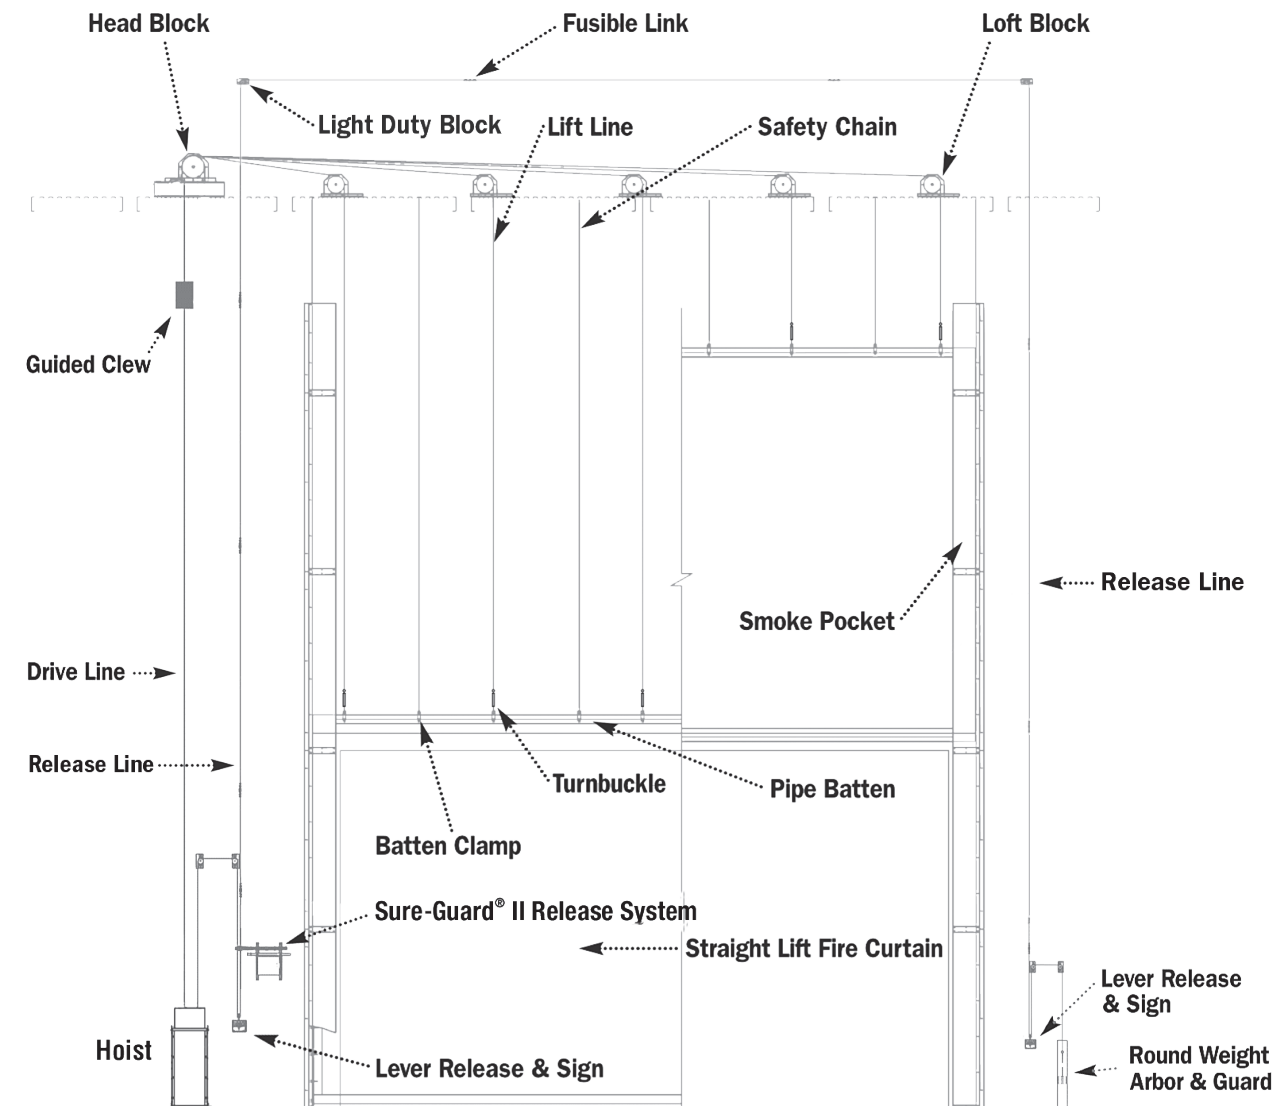 Head Block
Fusible Link
Loft Block
Light Duty Block
Lift Line
Safety Chain
Guided Clew
Release Line
Smoke Pocket
Drive Line
Release Line
Turnbuckle
Pipe Batten
Batten Clamp
Sure-Guard® II Release System
Straight Lift Fire Curtain
Lever Release
& Sign
Hoist
Lever Release & Sign
Round Weight
Arbor & Guard